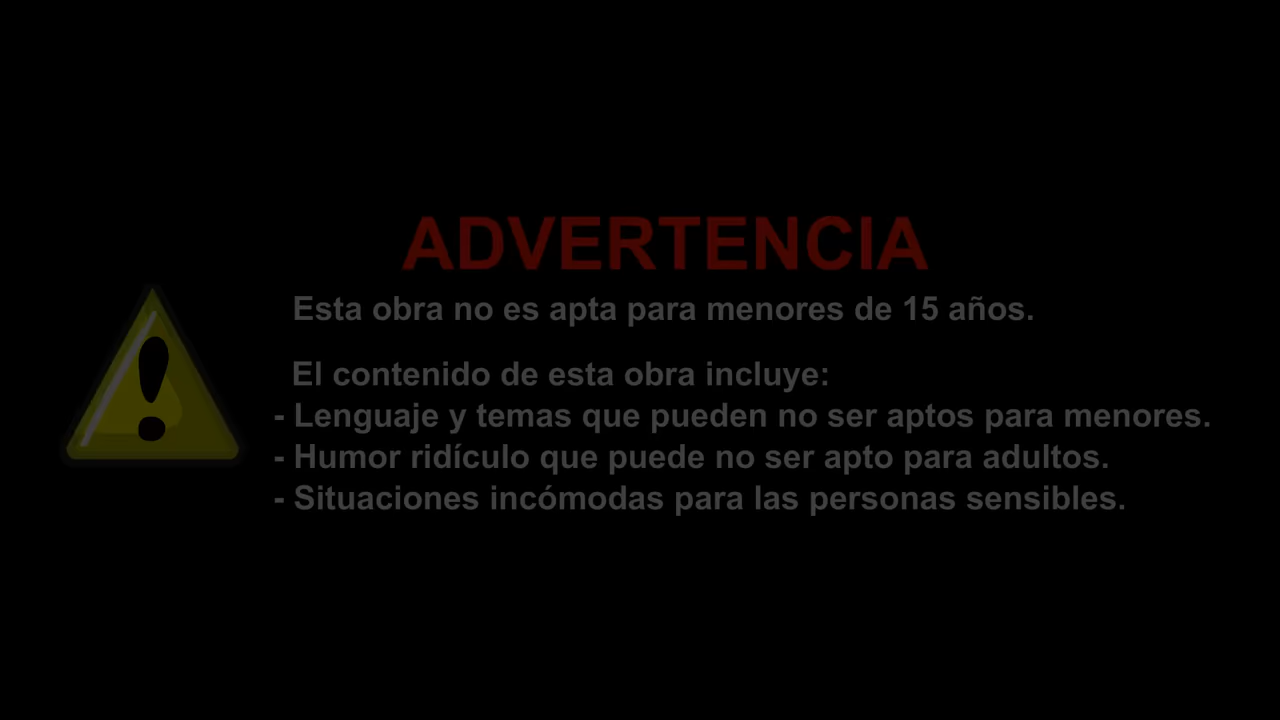 ADVERTENCIA
Esta obra no es apta para menores de 15 años.
El contenido de esta obra incluye:
- Lenguaje y temas que pueden no ser aptos para menores.
- Humor ridículo que puede no ser apto para adultos.
- Situaciones incómodas para las personas sensibles.